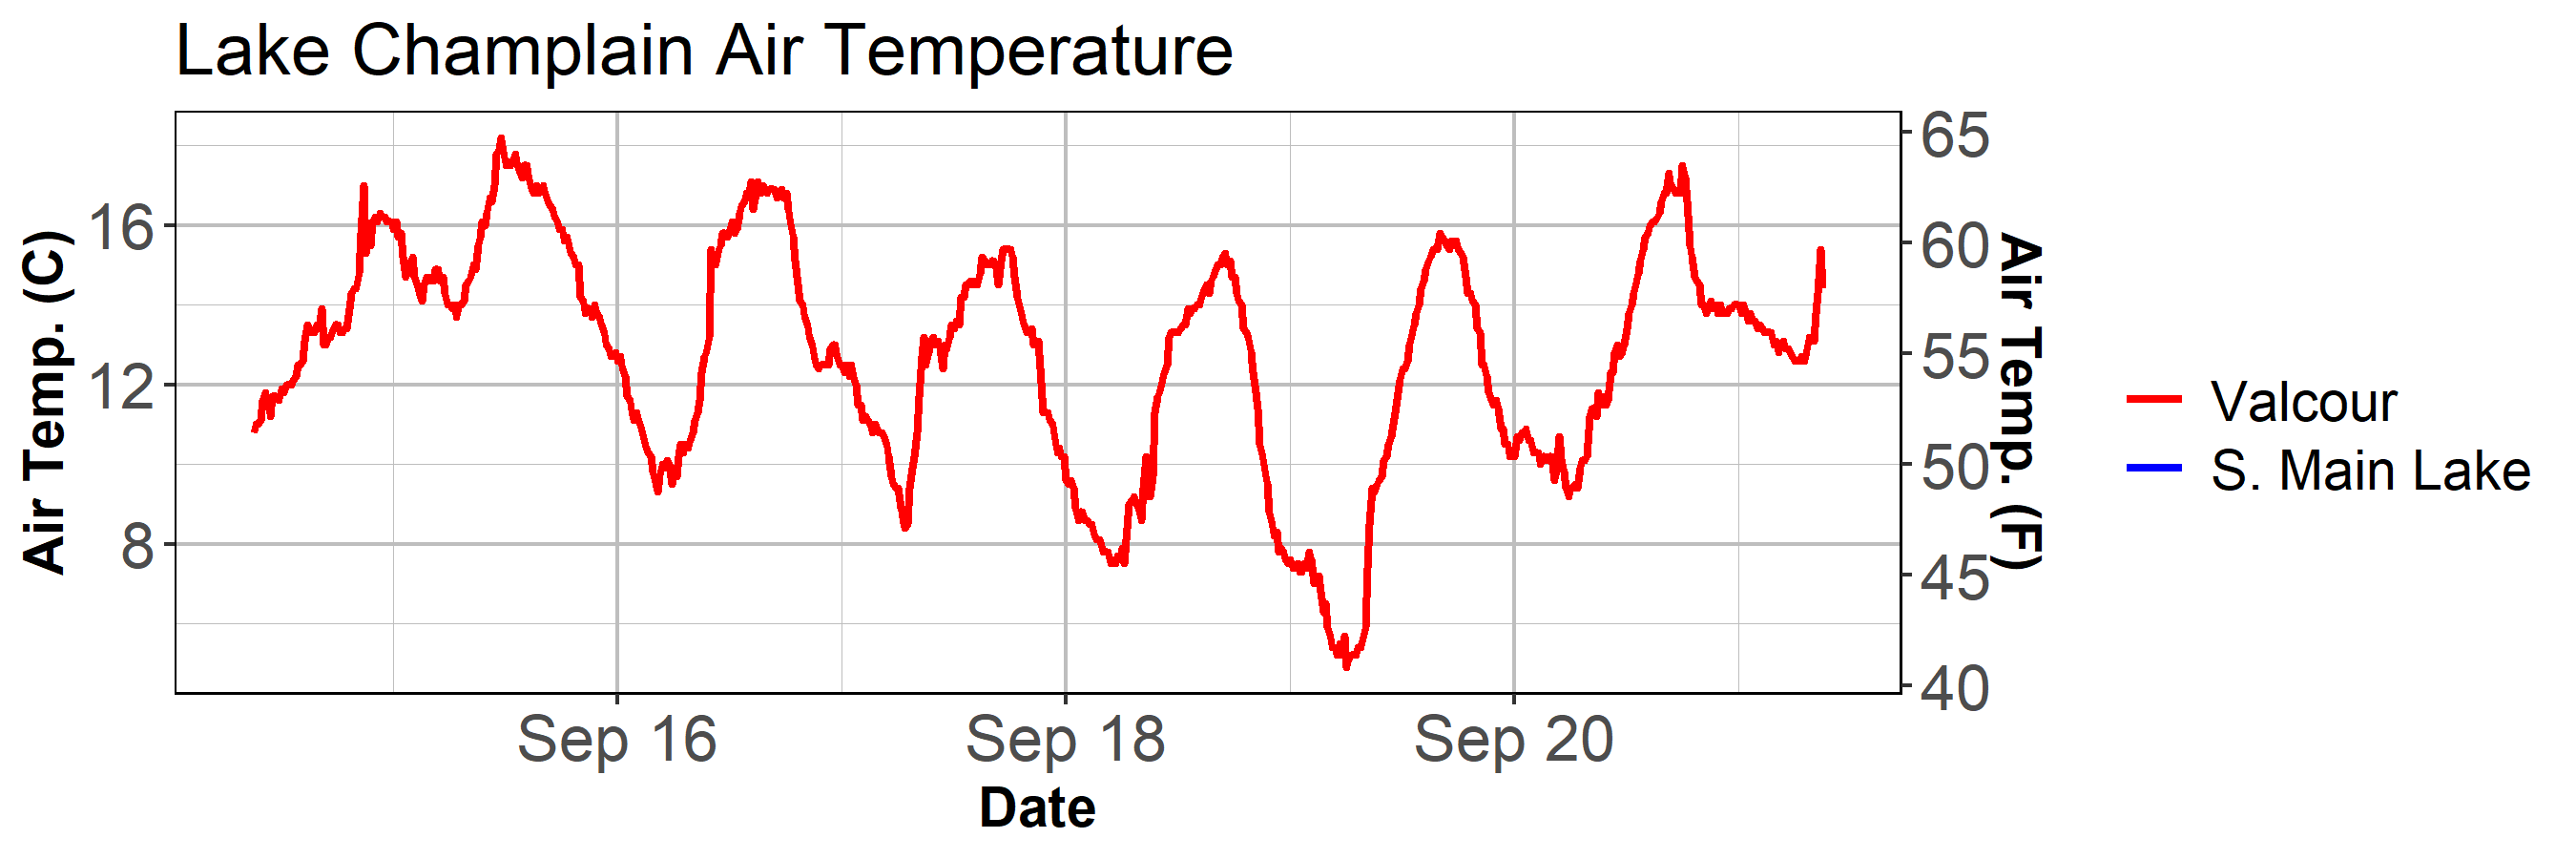 Lake Champlain Air Temperature
Air Temp. (C)
16
12
8
65
60
55
50
45
40
Air Temp. (F)
Sep 16
Sep 18
Sep 20
Date
Valcour
S. Main Lake